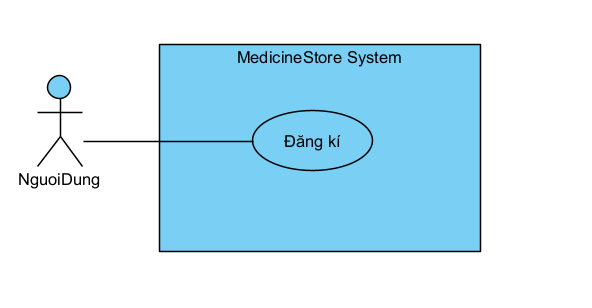 MedicineStore System
Đăng kí
NguoiDung